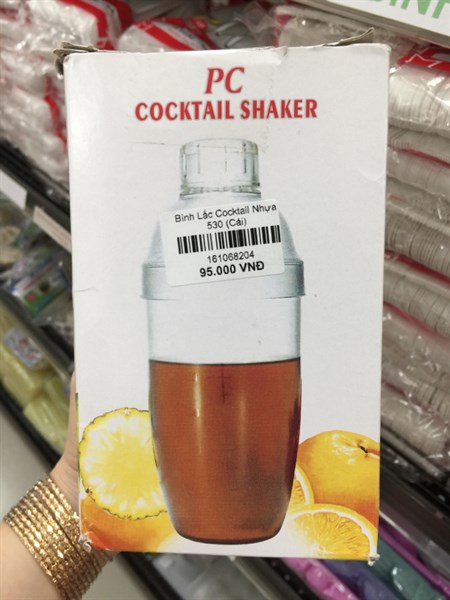 PC
COCKTAIL SHAKER
Bình Lắc Cocktail Nhựa
530 (Cái)
161068204
95.000 VNĐ